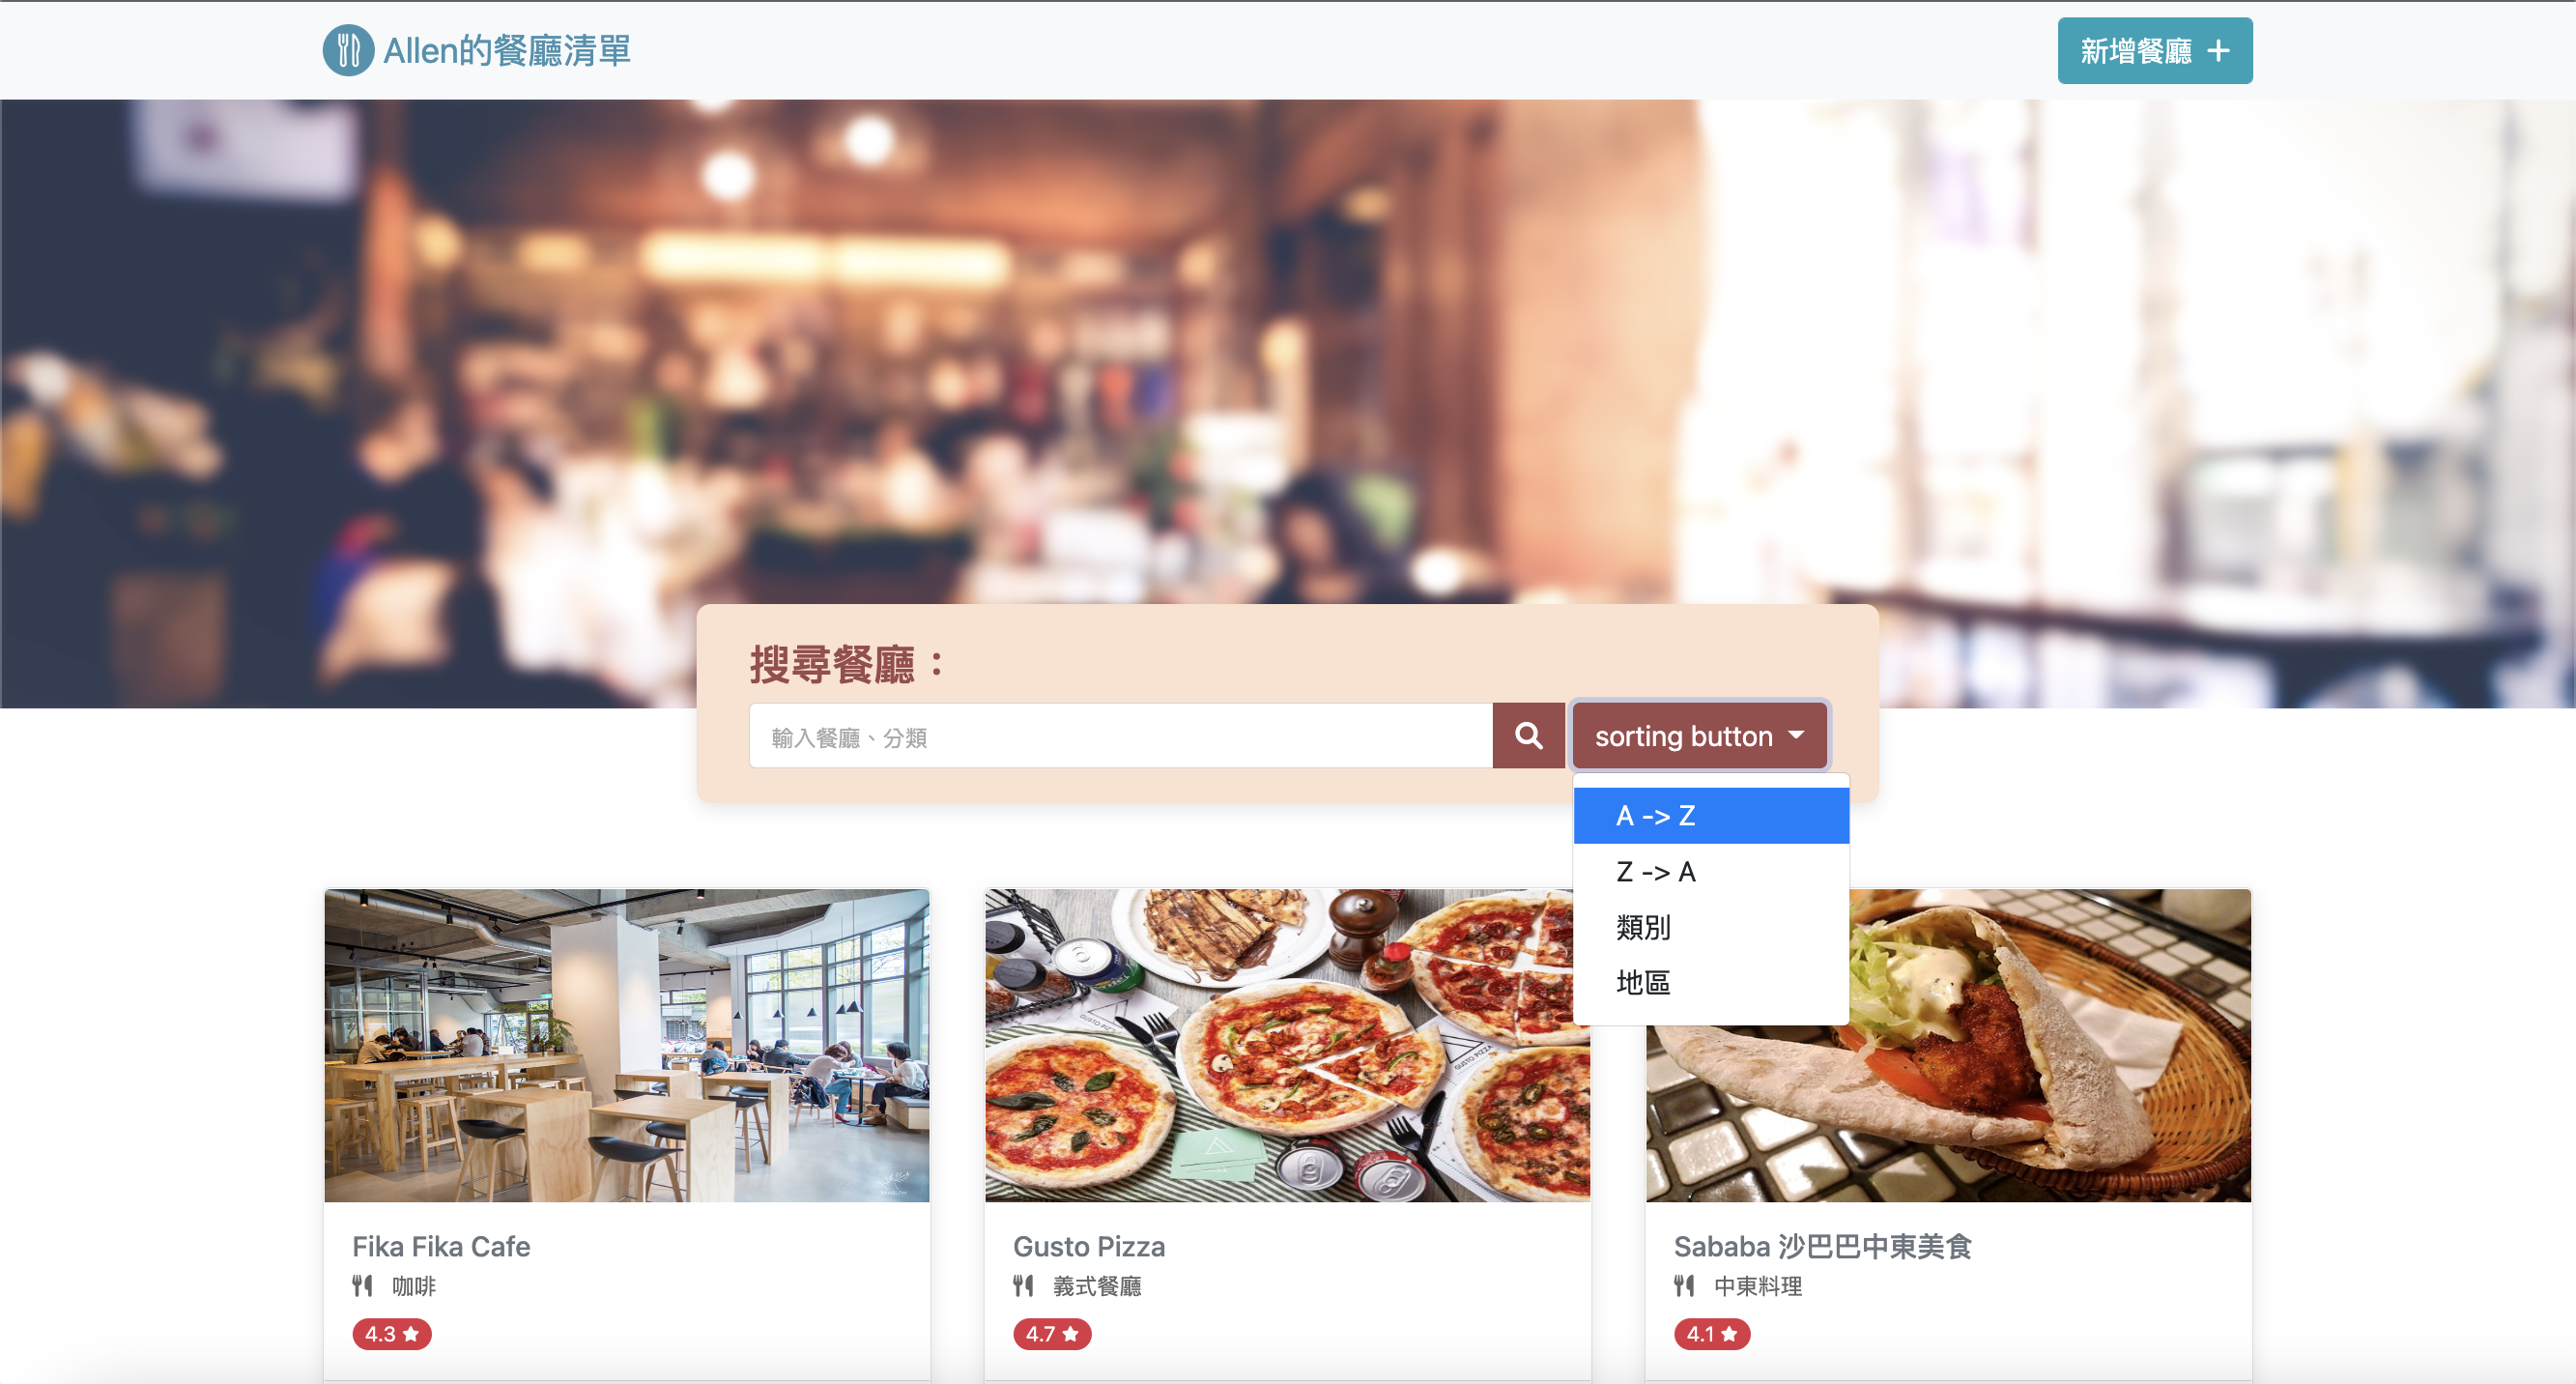 Allen的餐廳清單
新增餐廳 +
搜尋餐廳：
輸入餐廳、分類
sorting button
A -> Z
Z -> A
類別
地區
GUSTO PIZZA
Fika Fika Cafe
咖啡
4.3
Gusto Pizza
義式餐廳
4.7
Sababa 沙巴巴中東美食
中東料理
4.1